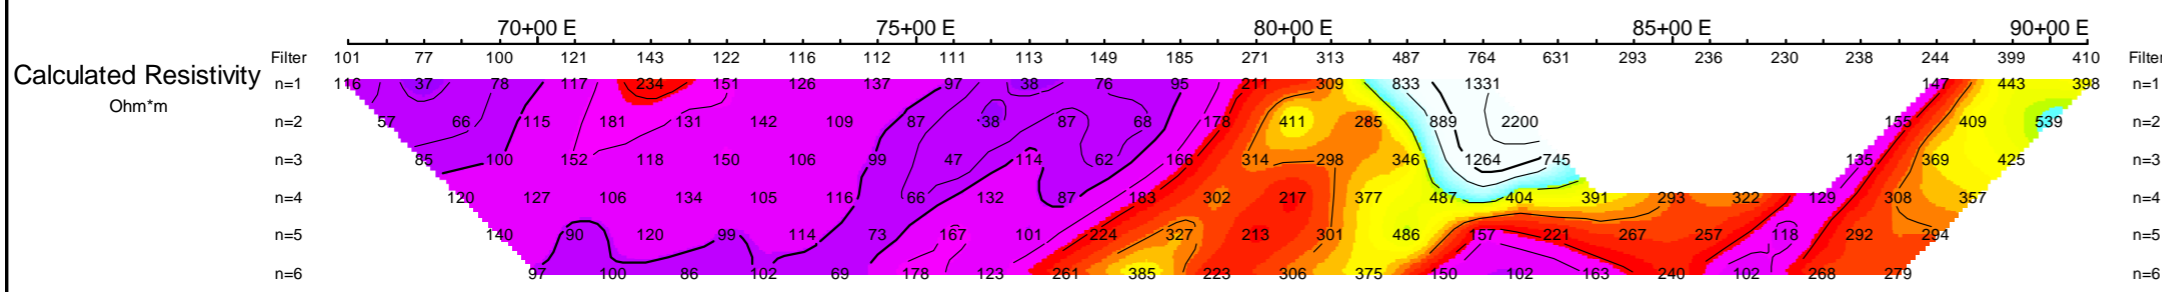 70+00 E 75+00 E 80+00 E 85+00 E 90+00 E
Filter 101 77 100 121 143 122 116 112 111 113 149 185 271 313 487 764 631 293 236 230 238 244 399 410 Filter
Calculated Resistivity
Ohm*m
n=1 116 37 78 117 234 151 126 137 97 38 76 95 211 309 833 1331 147 443 398 n=1
n=2 57 66 115 181 131 142 109 87 38 87 68 178 411 285 889 2200 155 409 539 n=2
n=3 85 100 152 118 150 106 99 47 114 62 166 314 298 346 1264 745 135 369 425 n=3
n=4 120 127 106 134 105 116 66 132 87 183 302 217 377 487 404 391 293 322 129 308 357 n=4
n=5 140 90 120 99 114 73 167 101 224 327 213 301 486 157 221 267 257 118 292 294 n=5
n=6 97 100 86 102 69 178 123 261 385 223 306 375 150 102 163 240 102 268 279 n=6